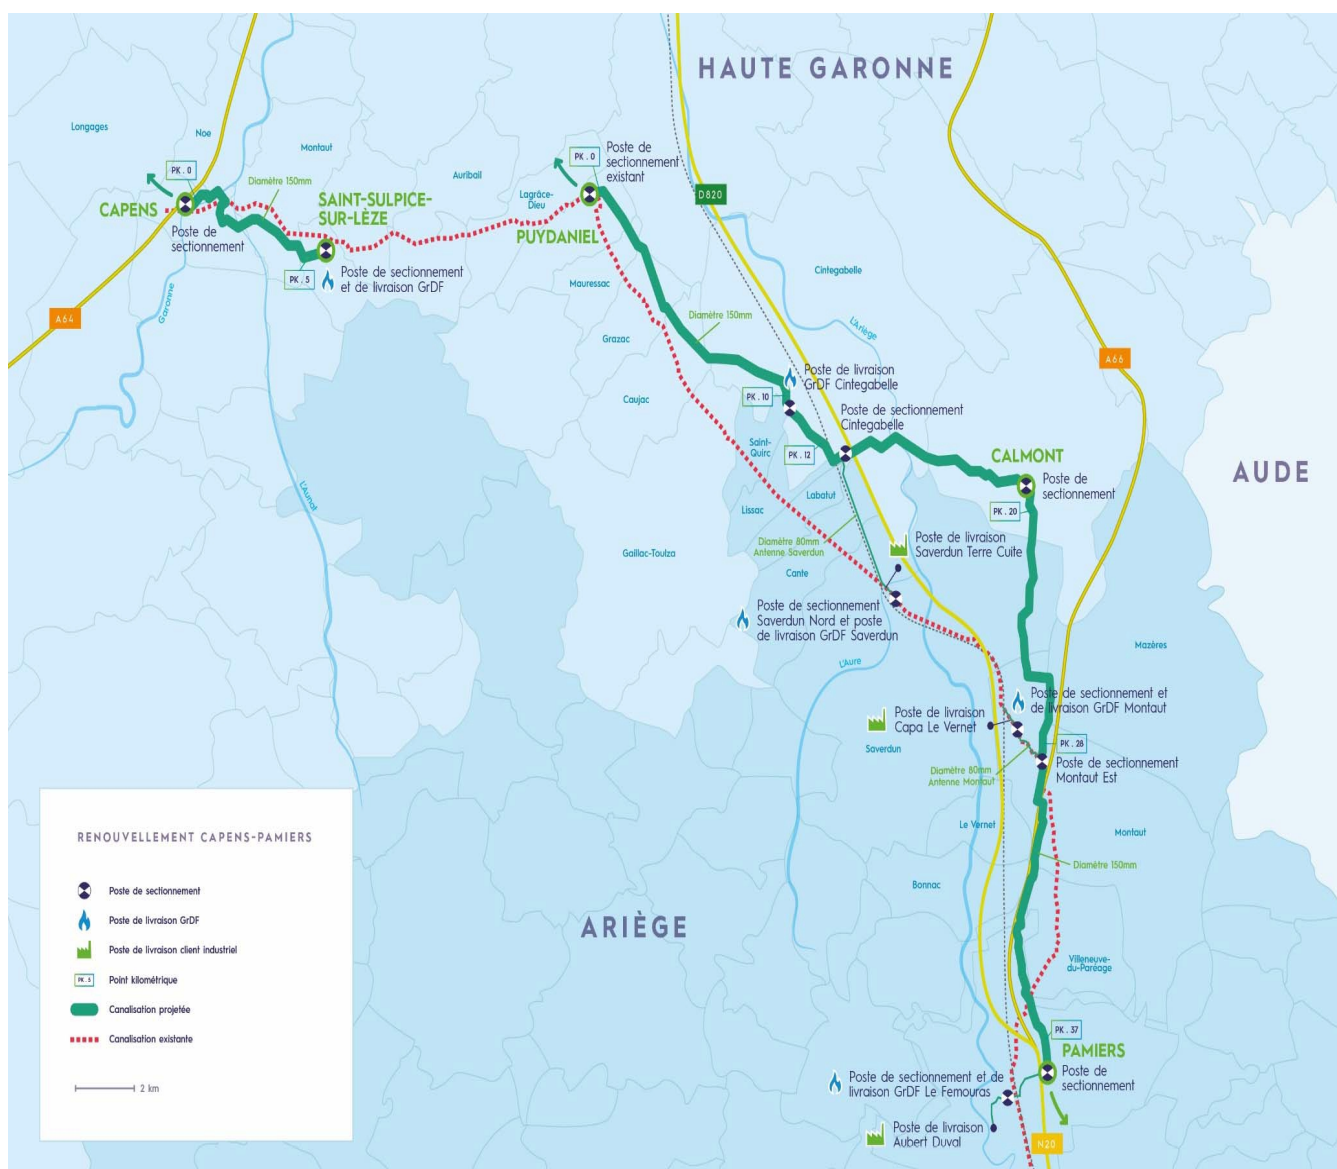 HAUTE GARONNE
Longages
Noe
Montaut
Auribail
PK . 0
Diamètre 150mm
CAPENS
Poste de
sectionnement
SAINT-SULPICE-
SUR-LÈZE
PK . 5
Poste de sectionnement
et de livraison GrDF
A64
Garonne
L'Aunat
Lagrâce-
Dieu
PK . 0
Poste de
sectionnement
existant
PUYDANIEL
D820
Cintegabelle
L'Ariège
Mauressac
Grazac
Caujac
Diamètre 150mm
A66
Poste de livraison
GrDF Cintegabelle
PK . 10
Poste de sectionnement
Cintegabelle
Saint-
Quirc
PK . 12
Labatut
Lissac
CALMONT
Poste de
sectionnement
PK . 20
AUDE
Gaillac-Toulza
Diamètre 80mm
Antenne Saverdun
Cante
Poste de livraison
Saverdun Terre Cuite
Poste de sectionnement
Saverdun Nord et poste
de livraison GrDF Saverdun
L'Aure
Mazères
Poste de sectionnement et
de livraison GrDF Montaut
Poste de livraison
Capa Le Vernet
Saverdun
PK . 28
Poste de sectionnement
Montaut Est
Diamètre 80mm
Antenne Montaut
Le Vernet
Montaut
Diamètre 150mm
Bonnac
ARIÈGE
Villeneuve-
du-Paréage
PK . 37
PAMIERS
Poste de
sectionnement
Poste de sectionnement et de
livraison GrDF Le Femouras
Poste de livraison
Aubert Duval
N20
RENOUVELLEMENT CAPENS-PAMIERS
Poste de sectionnement
Poste de livraison GrDF
Poste de livraison client industriel
PK . 5
Point kilométrique
Canalisation projetée
Canalisation existante
2 km